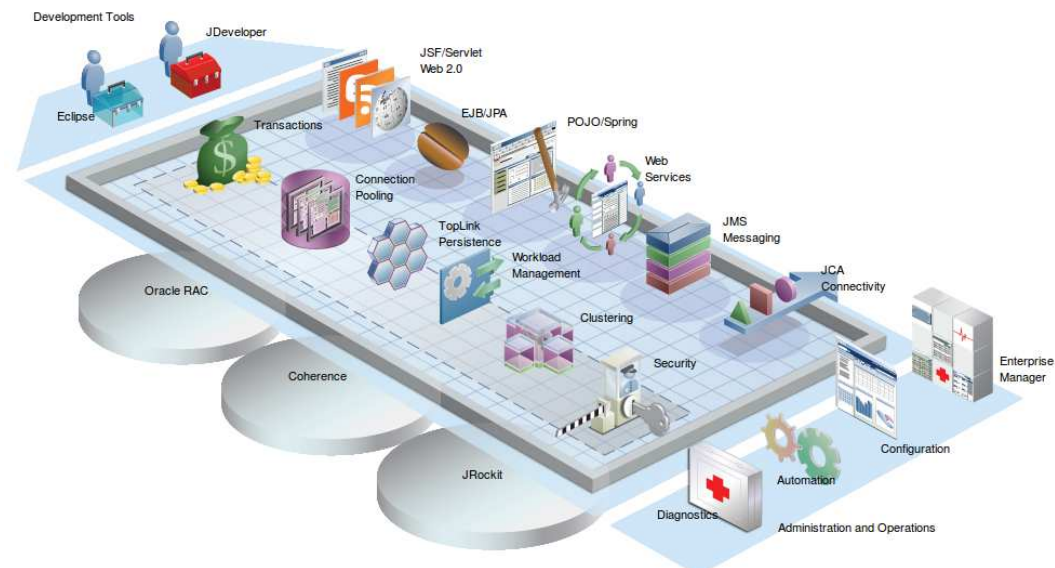 Development Tools
JDeveloper
Eclipse
JSF/Servlet
Web 2.0
Transactions
EJB/JPA
POJO/Spring
Connection
Pooling
Web
Services
TopLink
Persistence
JMS
Messaging
Workload
Management
JCA
Connectivity
Oracle RAC
Clustering
Coherence
Security
Enterprise
Manager
JRockit
Configuration
Automation
Diagnostics
Administration and Operations